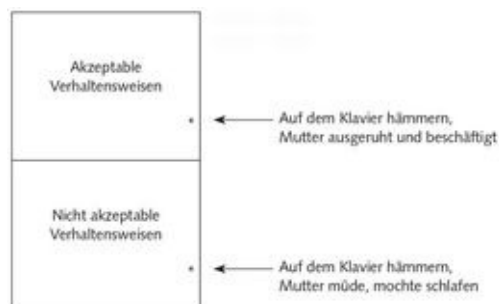 Akzeptable
Verhaltensweisen
Auf dem Klavier hämmern,
Mutter ausgeruht und beschäftigt
Nicht akzeptable
Verhaltensweisen
Auf dem Klavier hämmern,
Mutter müde, mochte schlafen